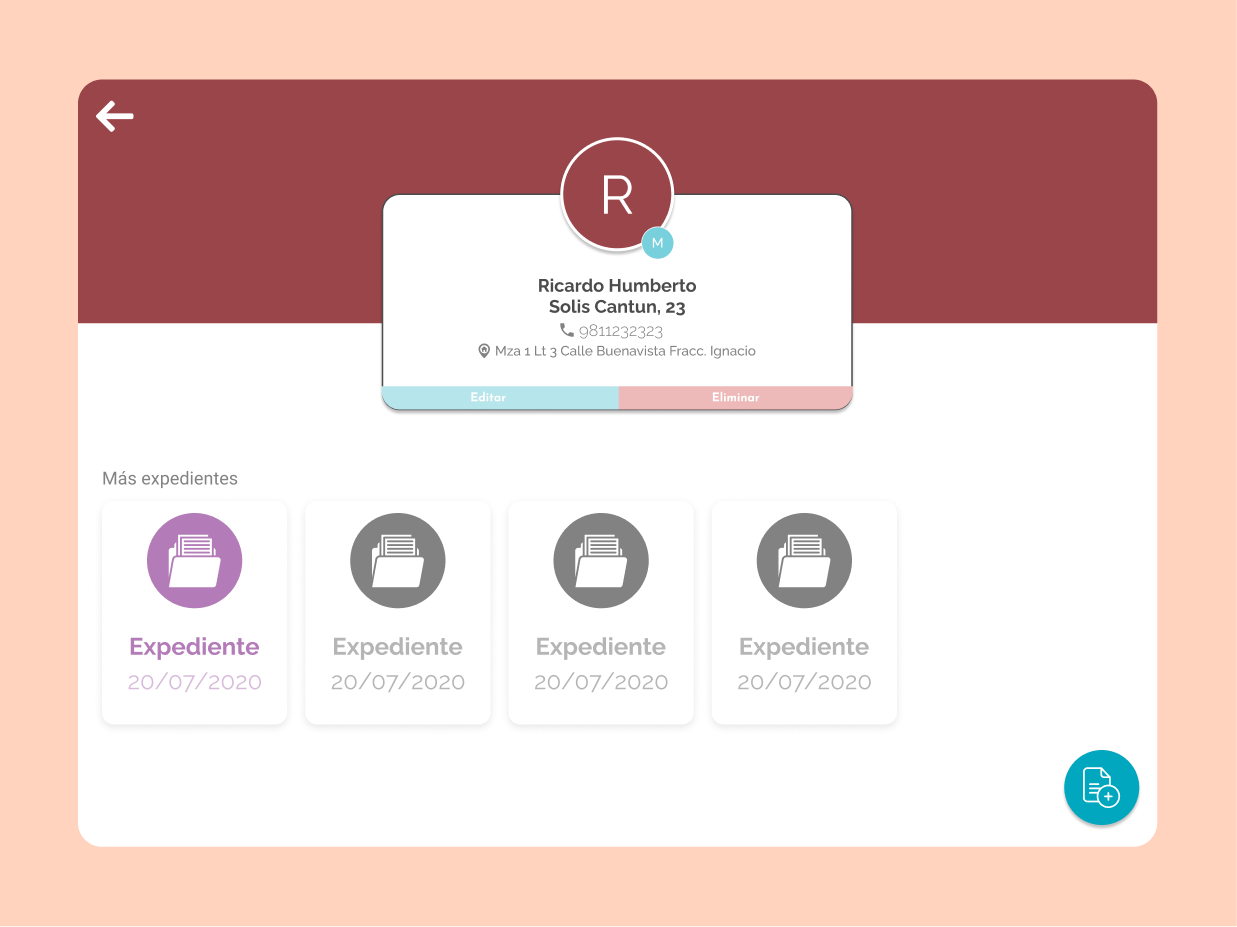 R
M
Ricardo Humberto
Solis Cantun, 23
9811232323
Mza 1 Lt 3 Calle Buenavista Fracc. Ignacio
Editar
Eliminar
Más expedientes
Expediente
20/07/2020
Expediente
20/07/2020
Expediente
20/07/2020
Expediente
20/07/2020